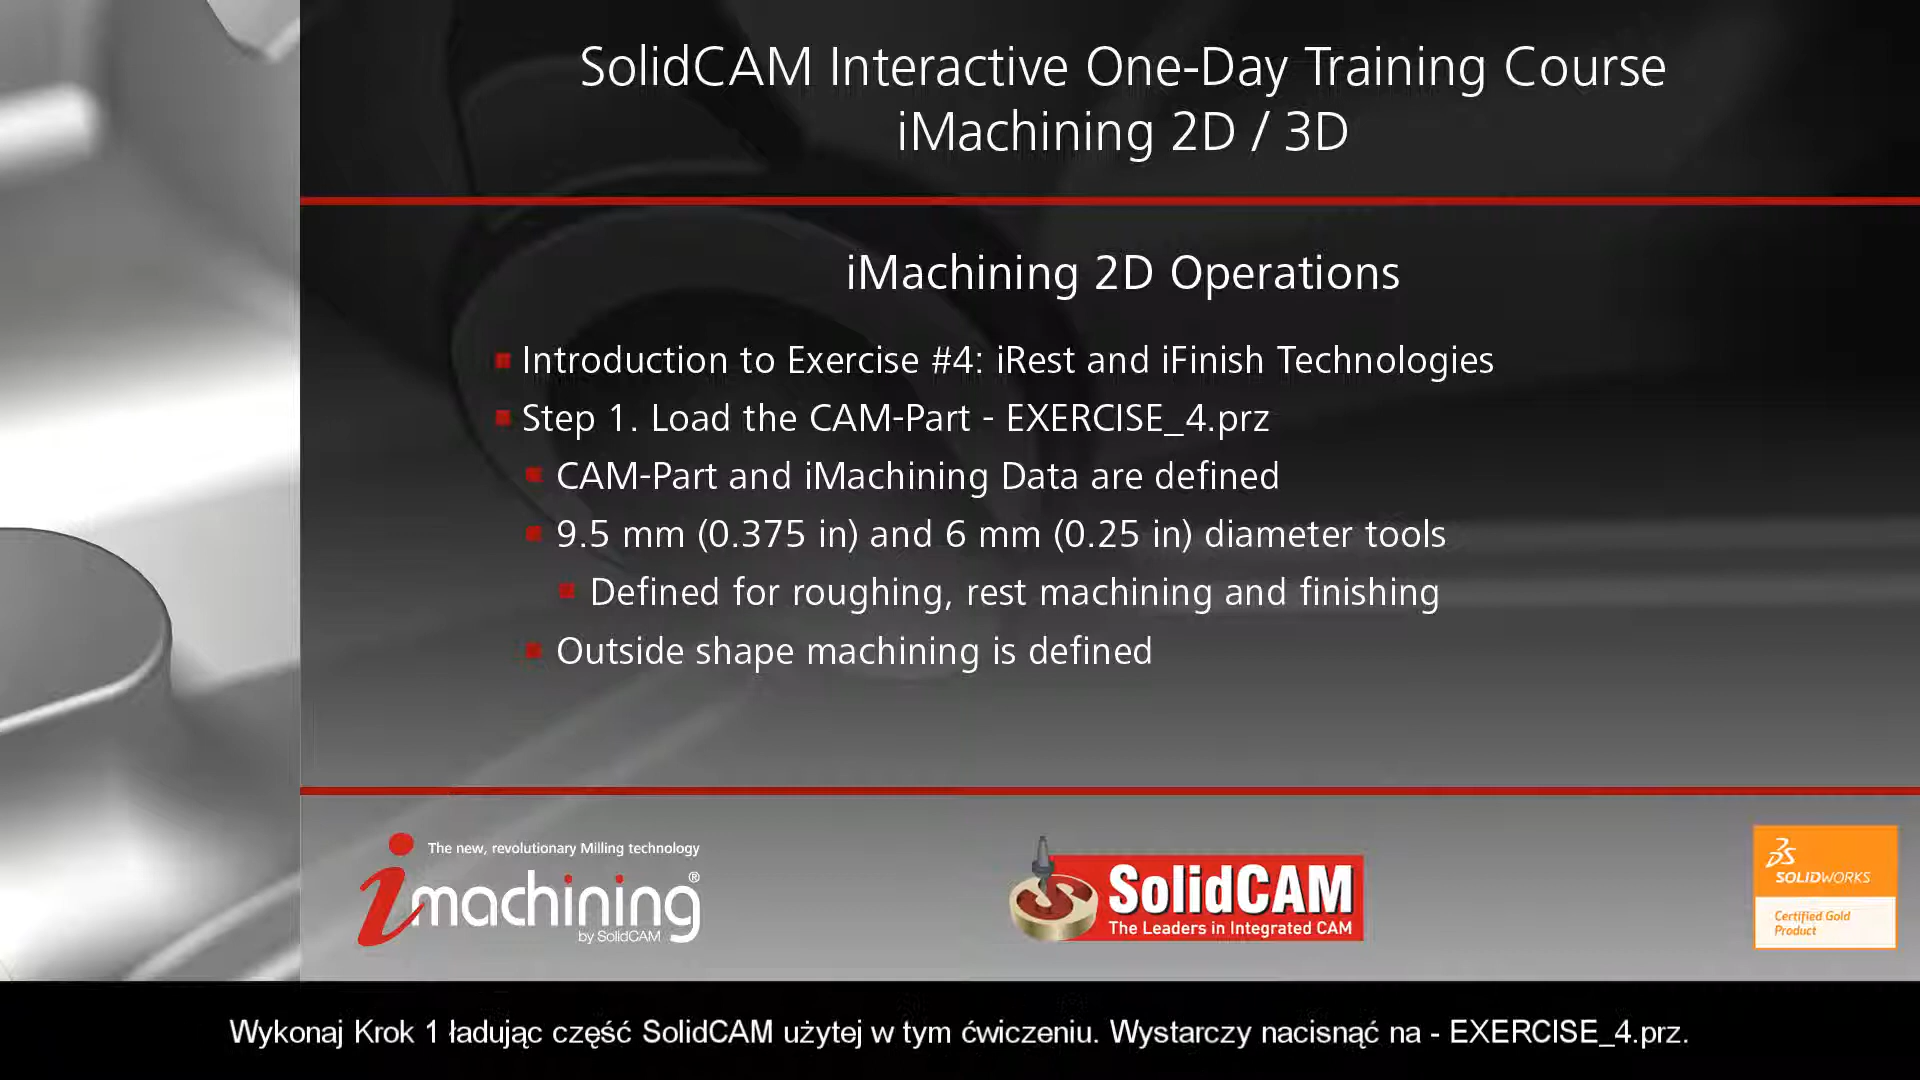 SolidCAM Interactive One-Day Training Course
iMachining 2D / 3D
iMachining 2D Operations
Introduction to Exercise #4: iRest and iFinish Technologies
Step 1. Load the CAM-Part - EXERCISE_4.prz
CAM-Part and iMachining Data are defined
9.5 mm (0.375 in) and 6 mm (0.25 in) diameter tools
Defined for roughing, rest machining and finishing
Outside shape machining is defined
The new, revolutionary Milling technology
imachining®
by SolidCAM
SolidCAM
The Leaders in Integrated CAM
SOLIDWORKS
Certified Gold
Product
Wykonaj Krok 1 ładując część SolidCAM użytej w tym ćwiczeniu. Wystarczy nacisnąć na - EXERCISE_4.prz.